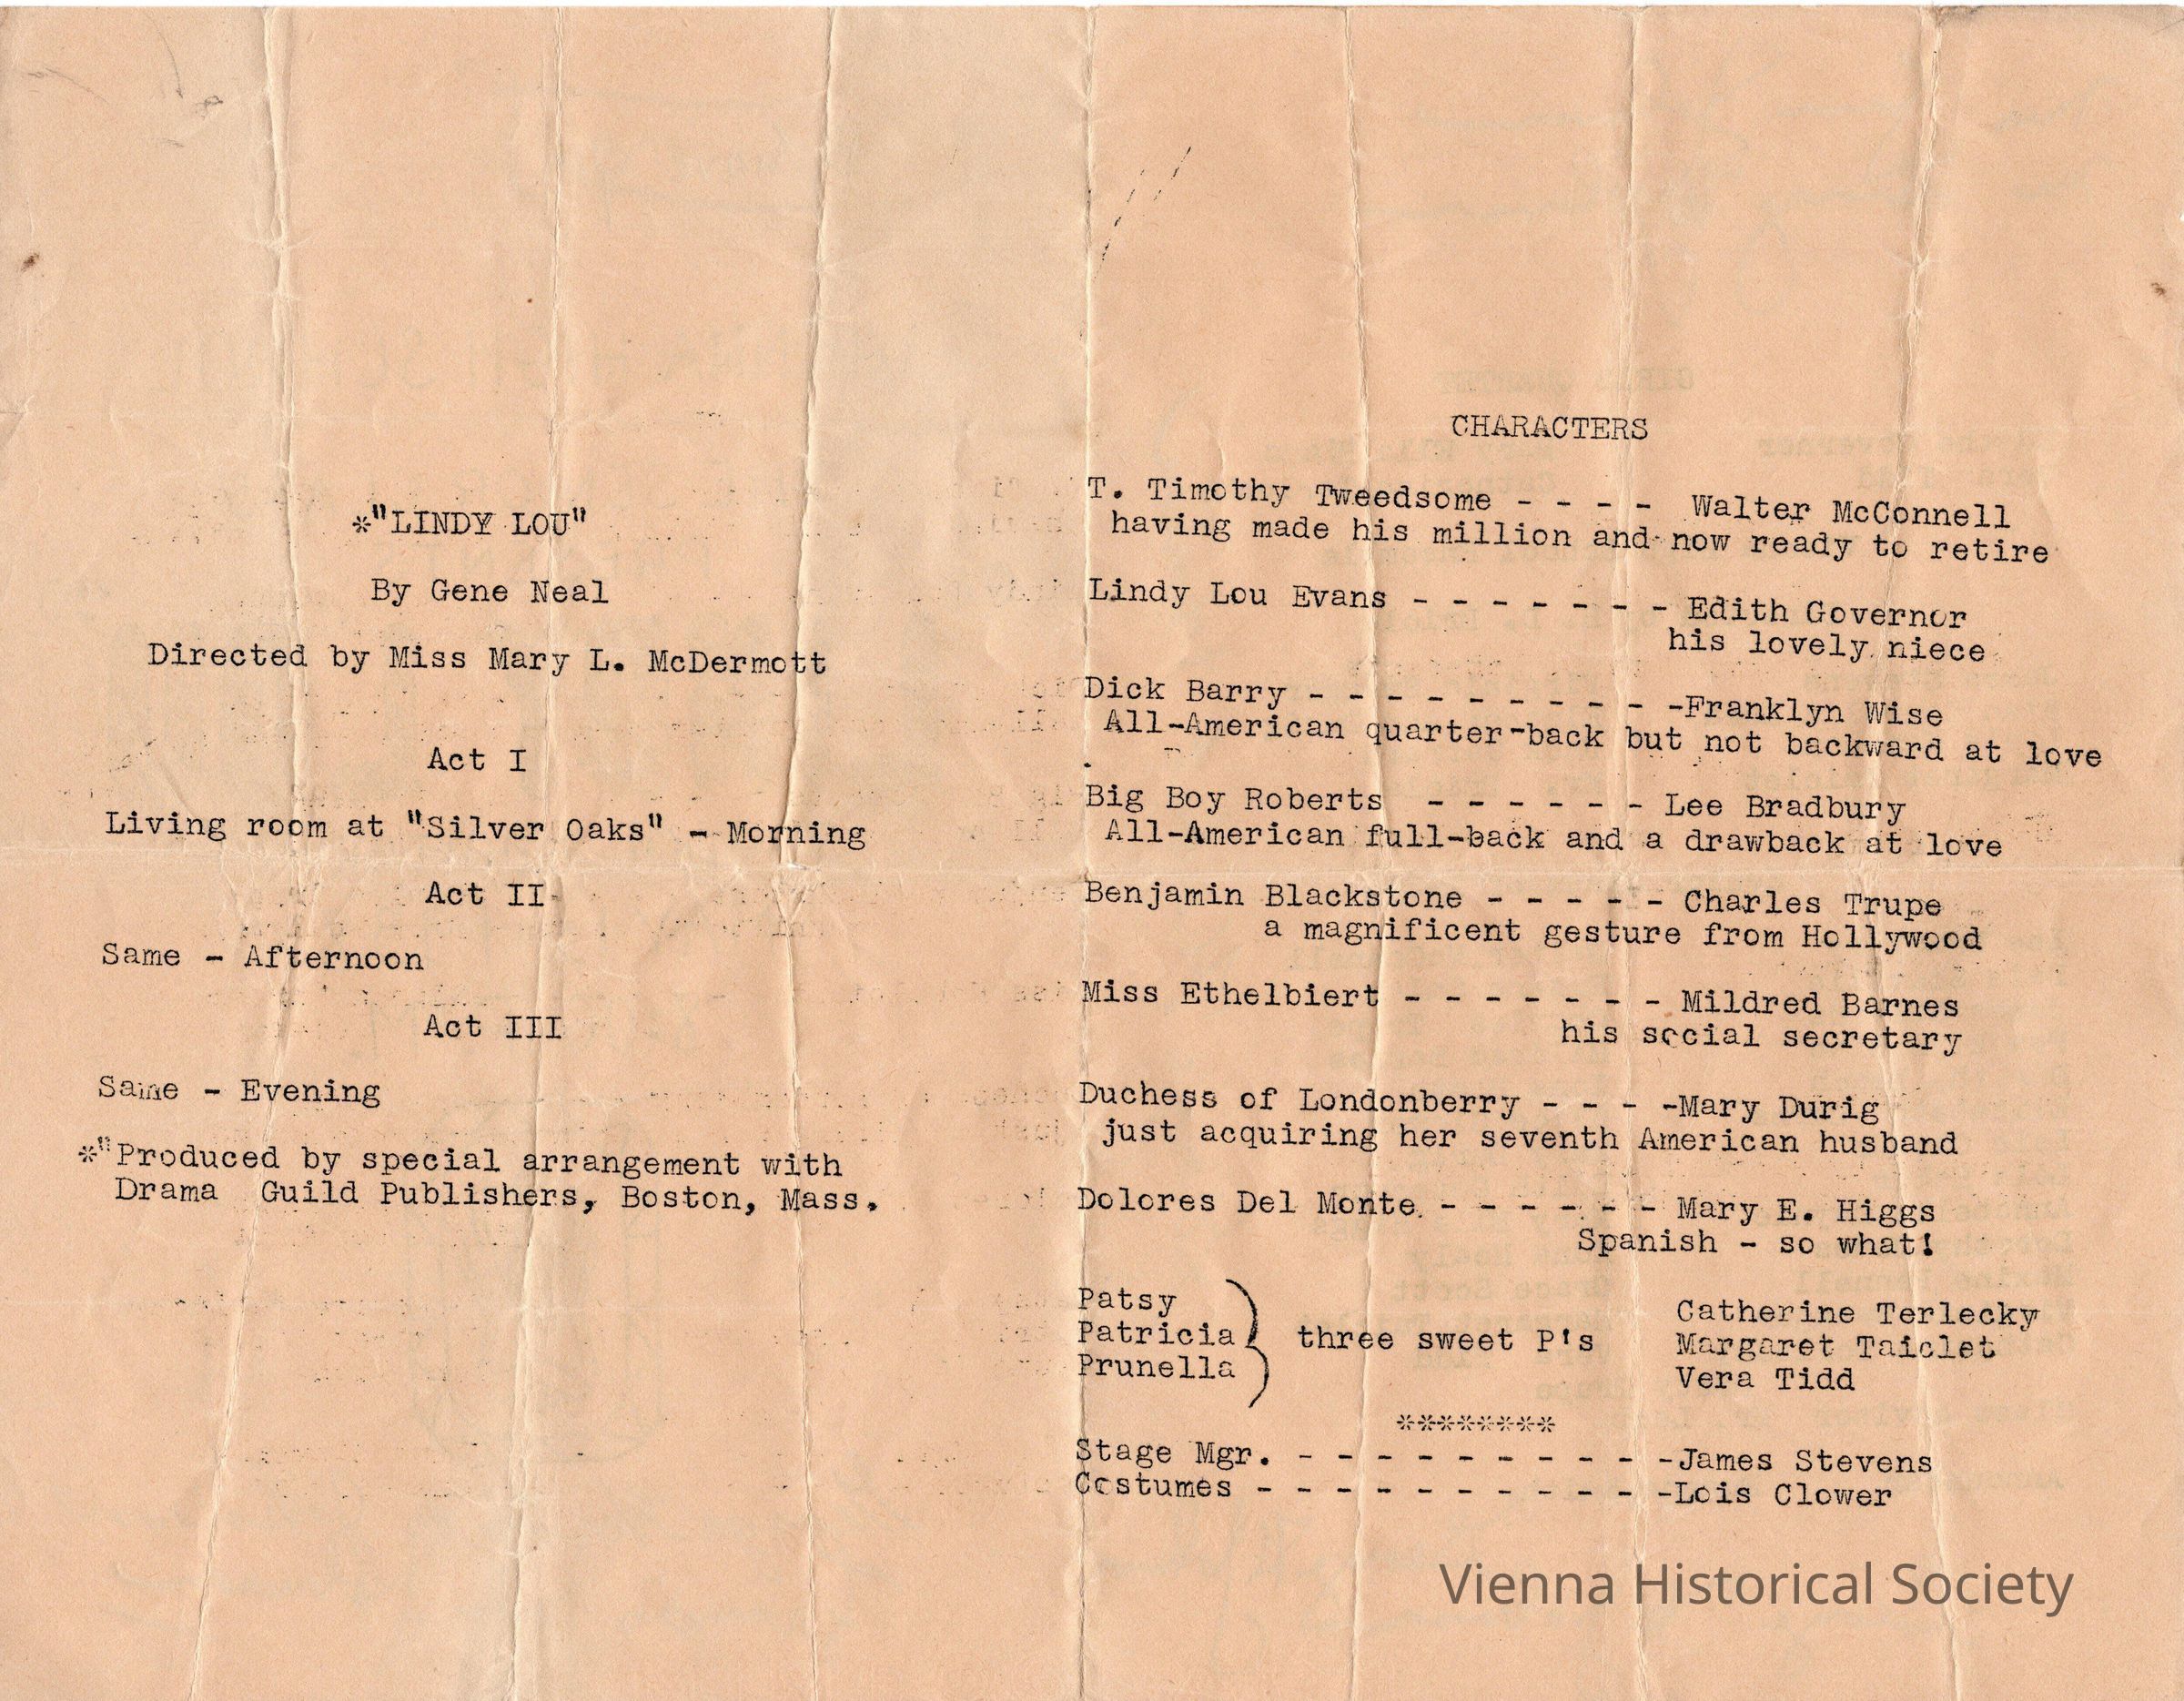 *"LINDY LOU"
By Gene Neal
Directed by Miss Mary L. McDermott
Act I
Living room at "Silver Oaks" - Morning
Act II
Same - Afternoon
Act III
Same - Evening
*"Produced by special arrangement with
Drama Guild Publishers, Boston, Mass.
CHARACTERS
T. Timothy Tweedsome - - - - Walter McConnell
having made his million and now ready to retire
Lindy Lou Evans - - - - - - - Edith Governor
his lovely niece
Dick Barry - - - - - - - - - -Franklyn Wise
All-American quarter-back but not backward at love
Big Boy Roberts - - - - - - Lee Bradbury
All-American full-back and a drawback at love
Benjamin Blackstone - - - - - Charles Trupe
a magnificent gesture from Hollywood
Miss Ethelbiert - - - - - - - Mildred Barnes
his social secretary
Duchess of Londonberry - - - -Mary Durig
just acquiring her seventh American husband
Dolores Del Monte - - - - - - Mary E. Higgs
Spanish - so what!
Patsy Catherine Terlecky
Patricia } three sweet P's Margaret Taiclet
Prunella Vera Tidd
********
Stage Mgr. - - - - - - - - - -James Stevens
Costumes - - - - - - - - - - -Lois Clower
Vienna Historical Society